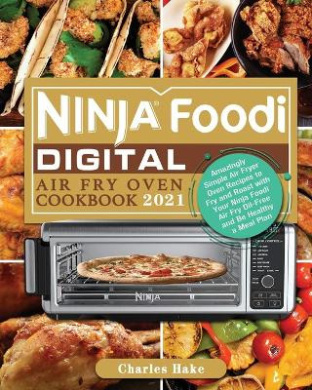 NINJA® Foodi
DIGITAL
AIR FRY OVEN
COOKBOOK 2021
Amazingly
Simple Air Fryer
Oven Recipes to
Fry and Roast with
Your Ninja Foodi
Air Fry Oil-Free
and Be Healthy
a Meal Plan
NINJA
Charles Hake